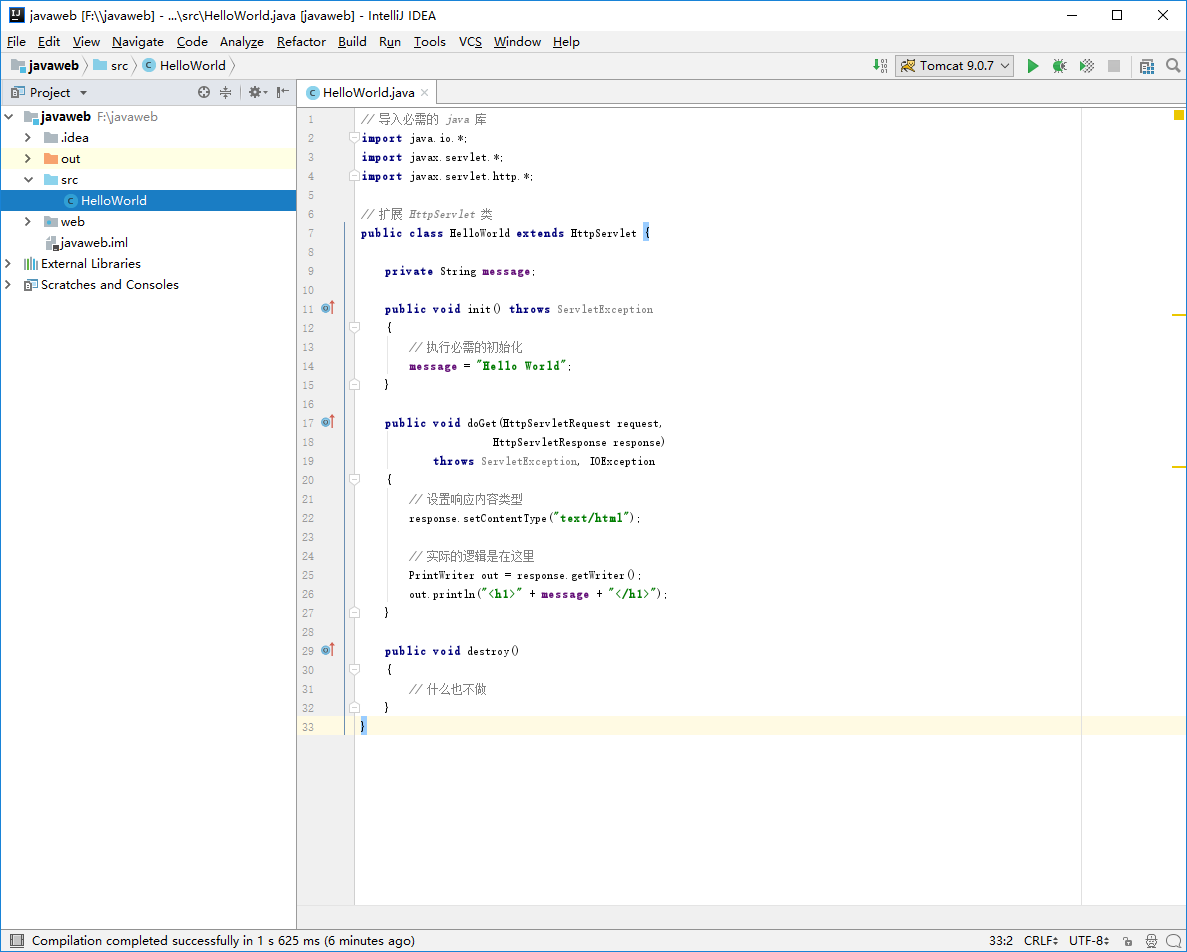 javaweb [F:\\javaweb] - ...\src\HelloWorld.java [javaweb] - IntelliJ IDEA
File Edit View Navigate Code Analyze Refactor Build Run Tools VCS Window Help
javaweb src HelloWorld Tomcat 9.0.7
Project
HelloWorld.java
javaweb F:\javaweb
.idea
out
src
HelloWorld
web
javaweb.iml
External Libraries
Scratches and Consoles
1 // 导入必需的 java 库
2 import java.io.*;
3 import javax.servlet.*;
4 import javax.servlet.http.*;
5
6 // 扩展 HttpServlet 类
7 public class HelloWorld extends HttpServlet {
8
9 private String message;
10
11 public void init() throws ServletException
12 {
13 // 执行必需的初始化
14 message = "Hello World";
15 }
16
17 public void doGet(HttpServletRequest request,
18 HttpServletResponse response)
19 throws ServletException, IOException
20 {
21 // 设置响应内容类型
22 response.setContentType("text/html");
23
24 // 实际的逻辑是在这里
25 PrintWriter out = response.getWriter();
26 out.println("<h1>" + message + "</h1>");
27 }
28
29 public void destroy()
30 {
31 // 什么也不做
32 }
33 }
Compilation completed successfully in 1 s 625 ms (6 minutes ago) 33:2 CRLF UTF-8